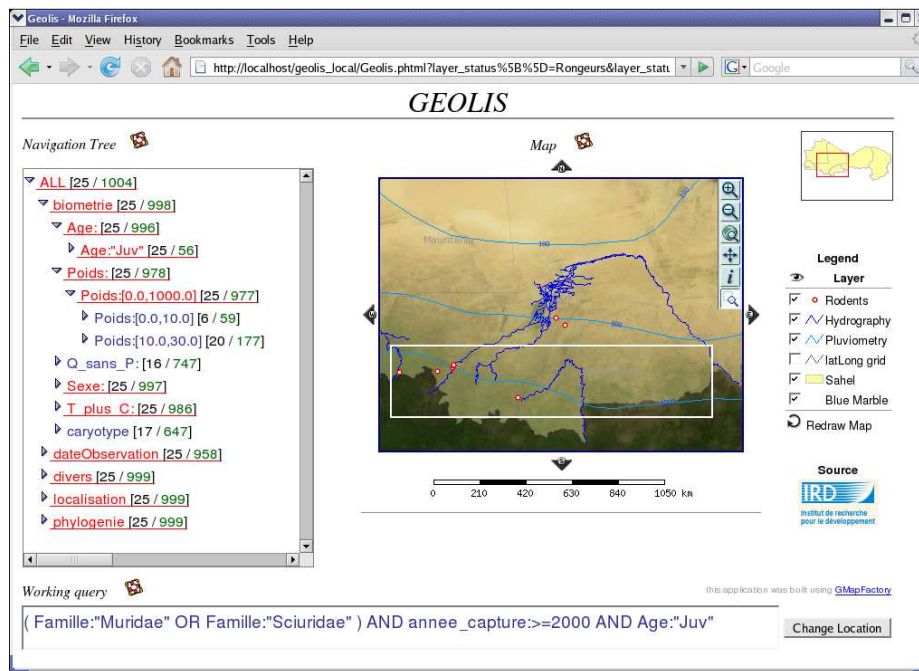 Geolis - Mozilla Firefox
File Edit View History Bookmarks Tools Help
http://localhost/geolis_local/Geolis.phtml?layer_status%5B%5D=Rongeurs&layer_statu
G Google
GEOLIS
Navigation Tree
ALL [25 / 1004]
biometrie [25 / 998]
Age: [25 / 996]
Age:"Juv" [25 / 56]
Poids: [25 / 978]
Poids:[0.0,1000.0] [25 / 977]
Poids:[0.0,10.0] [6 / 59]
Poids:[10.0,30.0] [20 / 177]
Q_sans_P: [16 / 747]
Sexe: [25 / 997]
T_plus_C: [25 / 986]
caryotype [17 / 647]
dateObservation [25 / 958]
divers [25 / 999]
localisation [25 / 999]
phylogenie [25 / 999]
Map
N
Mauritania
100
100
500
S
0 210 420 630 840 1050 km
Legend
Layer
Rodents
Hydrography
Pluviometry
latLong grid
Sahel
Blue Marble
Redraw Map
Source
IRD
Institut de recherche
pour le développement
Working query
this application was built using GMapFactory
( Famille:"Muridae" OR Famille:"Sciuridae" ) AND annee_capture:>=2000 AND Age:"Juv"
Change Location